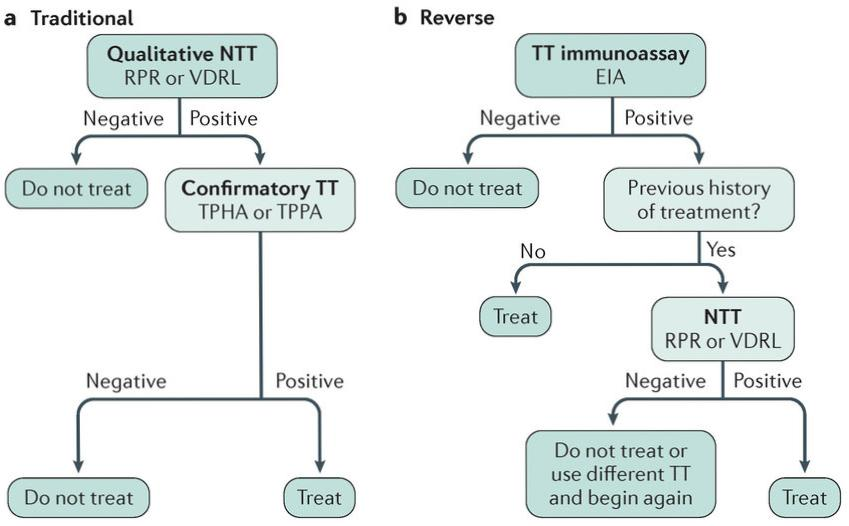 a Traditional
Qualitative NTT
RPR or VDRL
Negative
Positive
Do not treat
Confirmatory TT
TPHA or TPPA
Negative
Positive
Do not treat
Treat
b Reverse
TT immunoassay
EIA
Negative
Positive
Do not treat
Previous history
of treatment?
No
Yes
Treat
NTT
RPR or VDRL
Negative
Positive
Do not treat or
use different TT
and begin again
Treat